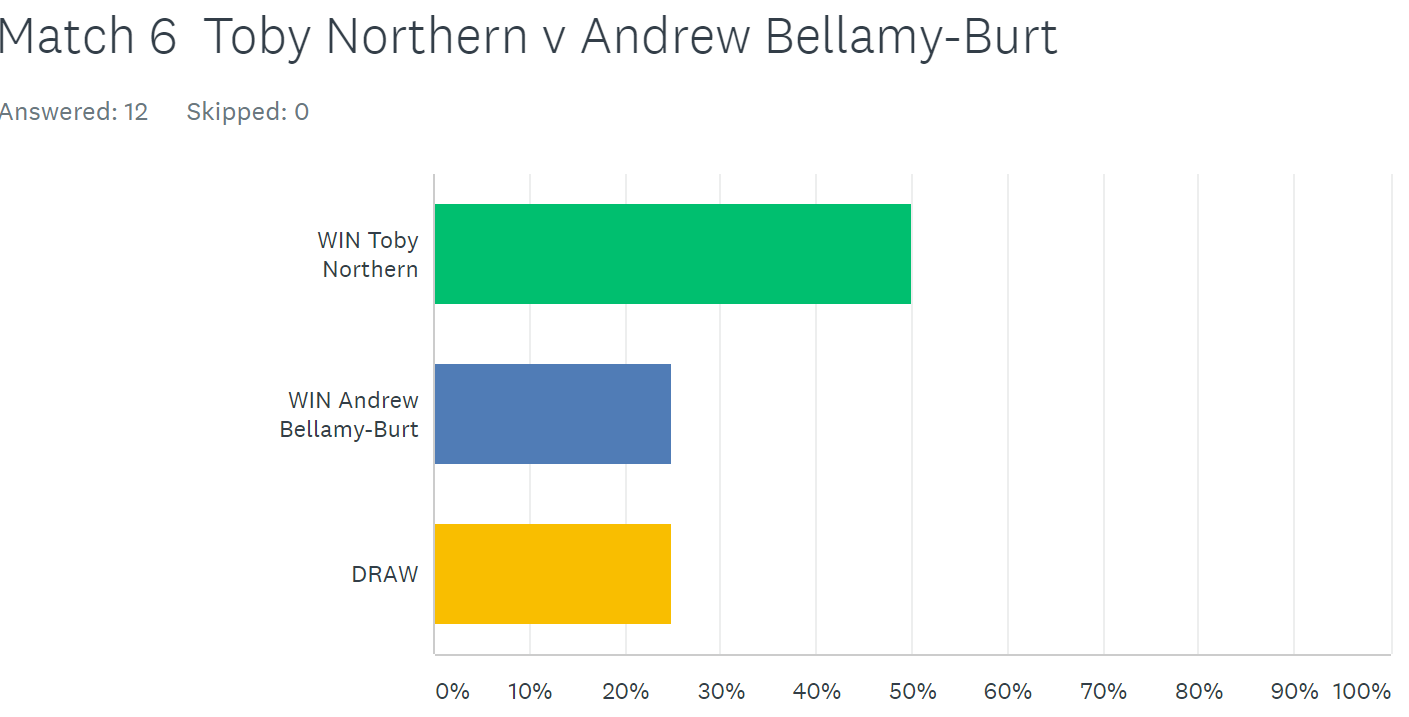 Match 6  Toby Northern v Andrew Bellamy-Burt
Answered: 12 Skipped: 0
WIN Toby
Northern
WIN Andrew
Bellamy-Burt
DRAW
0% 10% 20% 30% 40% 50% 60% 70% 80% 90% 100%